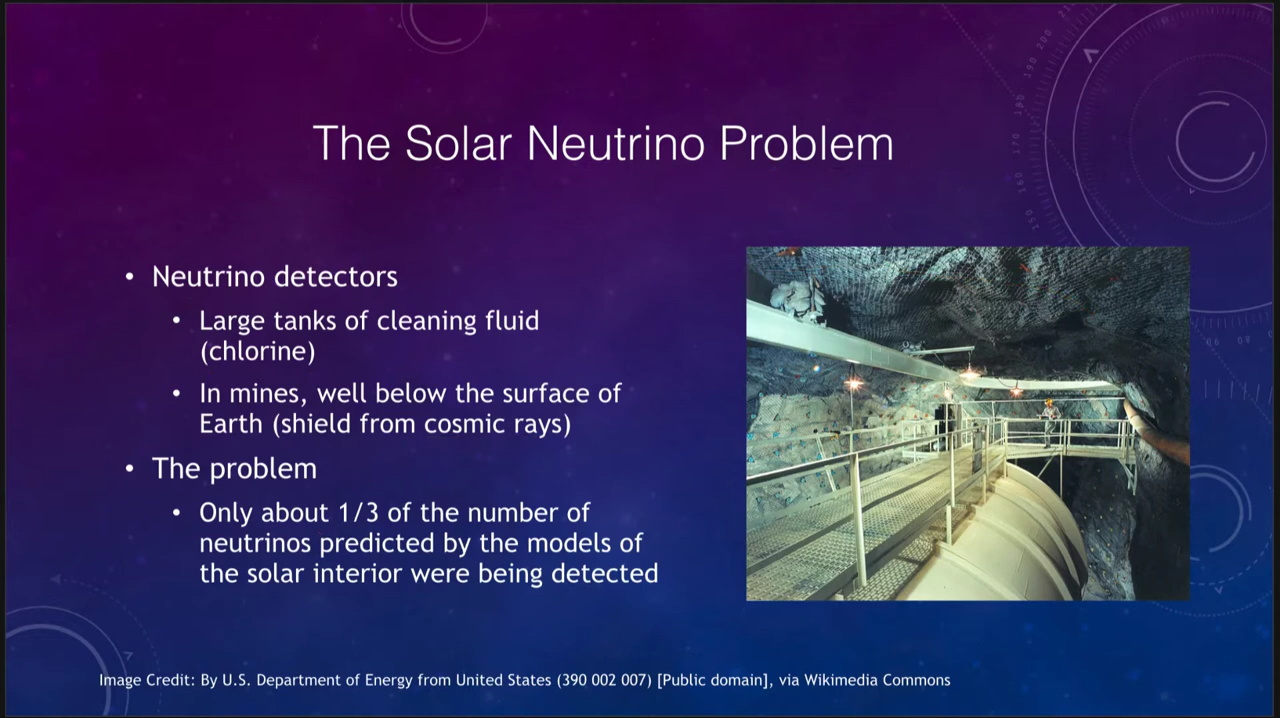 The Solar Neutrino Problem
• Neutrino detectors
• Large tanks of cleaning fluid
(chlorine)
• In mines, well below the surface of
Earth (shield from cosmic rays)
• The problem
• Only about 1/3 of the number of
neutrinos predicted by the models of
the solar interior were being detected
Image Credit: By U.S. Department of Energy from United States (390 002 007) [Public domain], via Wikimedia Commons